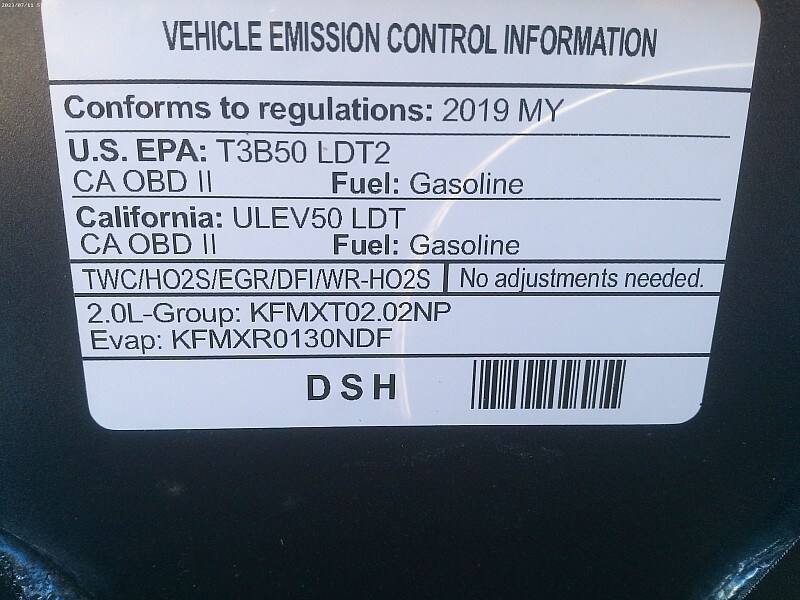 VEHICLE EMISSION CONTROL INFORMATION
Conforms to regulations: 2019 MY
U.S. EPA: T3B50 LDT2
CA OBD II Fuel: Gasoline
California: ULEV50 LDT
CA OBD II Fuel: Gasoline
TWC/HO2S/EGR/DFI/WR-HO2S No adjustments needed.
2.0L-Group: KFMXT02.02NP
Evap: KFMXR0130NDF
DSH